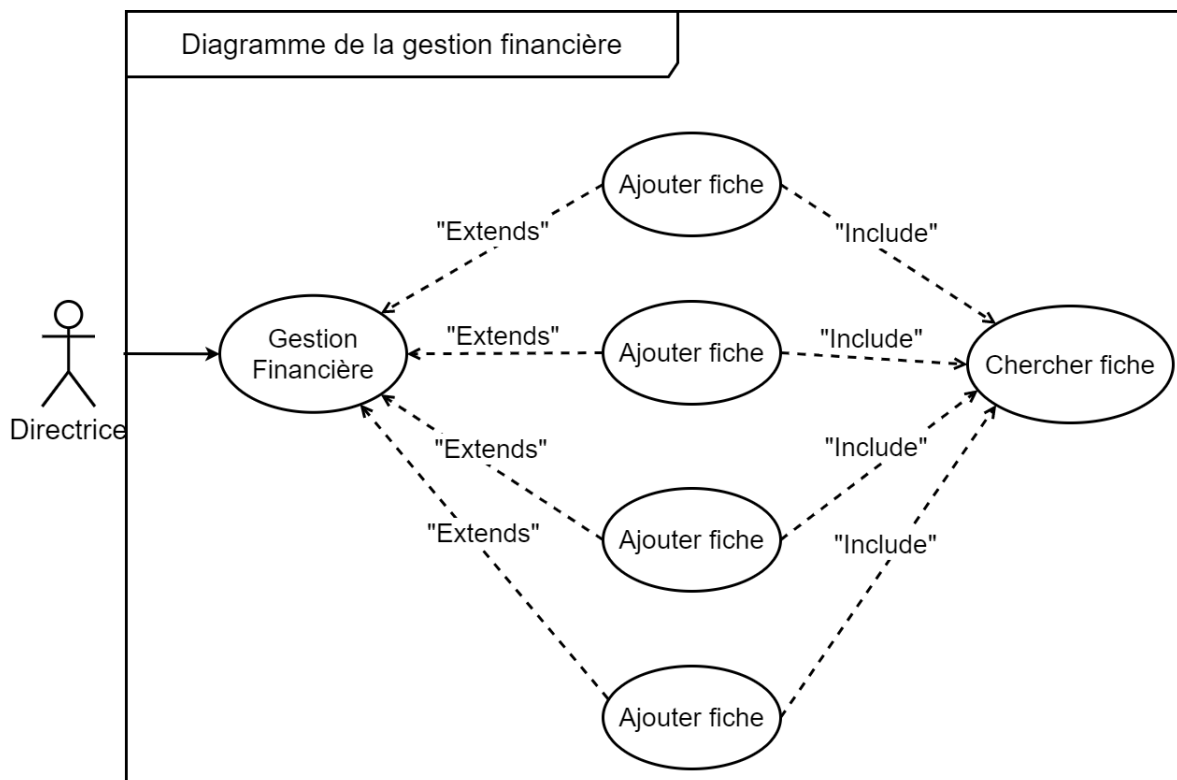 Diagramme de la gestion financière
Ajouter fiche
"Extends"
"Include"
Gestion
Financière
"Extends"
Ajouter fiche
"Include"
Chercher fiche
Directrice
"Extends"
"Include"
"Extends"
Ajouter fiche
"Include"
Ajouter fiche